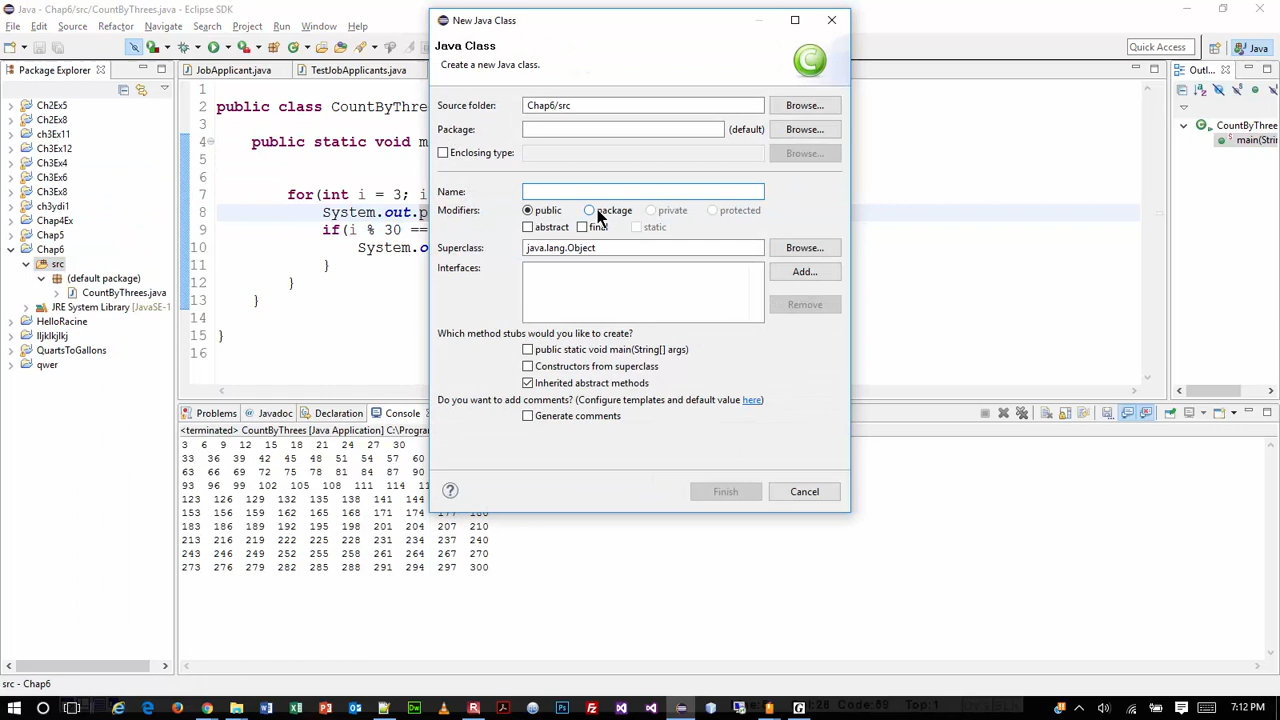 Java - Chap6/src/CountByThrees.java - Eclipse SDK
File Edit Source Refactor Navigate Search Project Run Window Help
Quick Access
Java
Package Explorer
JobApplicant.java
TestJobApplicants.java
Outl...
Ch2Ex5
Ch2Ex8
ch3Ex11
Ch3Ex12
Ch3Ex4
Ch3Ex6
Ch3Ex8
ch3ydi1
Chap4Ex
Chap5
Chap6
src
(default package)
CountByThrees.java
JRE System Library [JavaSE-1
HelloRacine
lljklkjlkj
QuartsToGallons
qwer
1
2 public class CountByThre
3
4 public static void m
5
6
7 for(int i = 3; i
8 System.out.p
9 if(i % 30 ==
10 System.o
11 }
12 }
13 }
14
15 }
16
CountByThree
main(Stri
New Java Class
Java Class
Create a new Java class.
Source folder: Chap6/src Browse...
Package: (default) Browse...
Enclosing type: Browse...
Name:
Modifiers: public package private protected
abstract final static
Superclass: java.lang.Object Browse...
Interfaces: Add...
Remove
Which method stubs would you like to create?
public static void main(String[] args)
Constructors from superclass
Inherited abstract methods
Do you want to add comments? (Configure templates and default value here)
Generate comments
Finish Cancel
Problems Javadoc Declaration Console
<terminated> CountByThrees [Java Application] C:\Program
3 6 9 12 15 18 21 24 27 30
33 36 39 42 45 48 51 54 57 60
63 66 69 72 75 78 81 84 87
93 96 99 102 105 108 111 114
123 126 129 132 135 138 141 144
153 156 159 162 165 168 171 174 177 180
183 186 189 192 195 198 201 204 207 210
213 216 219 222 225 228 231 234 237 240
243 246 249 252 255 258 261 264 267 270
273 276 279 282 285 288 291 294 297 300
src - Chap6
7:12 PM